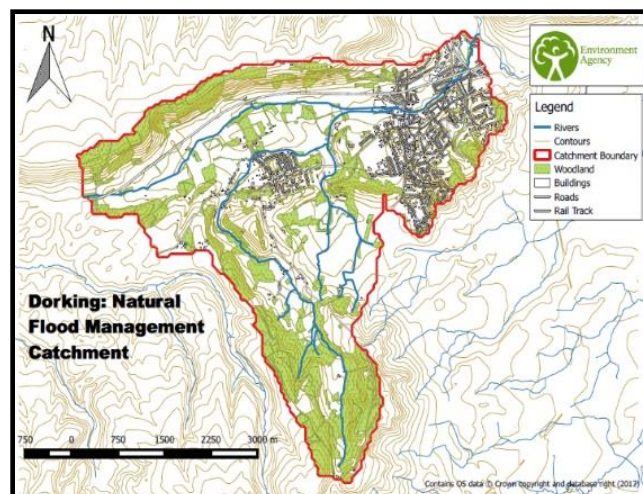 N
Environment
Agency
Legend
Rivers
Contours
Catchment Boundary
Woodland
Buildings
Roads
Rail Track
Dorking: Natural
Flood Management
Catchment
750 0 750 1500 2250 3000 m
Contains OS data © Crown copyright and database right (2017)